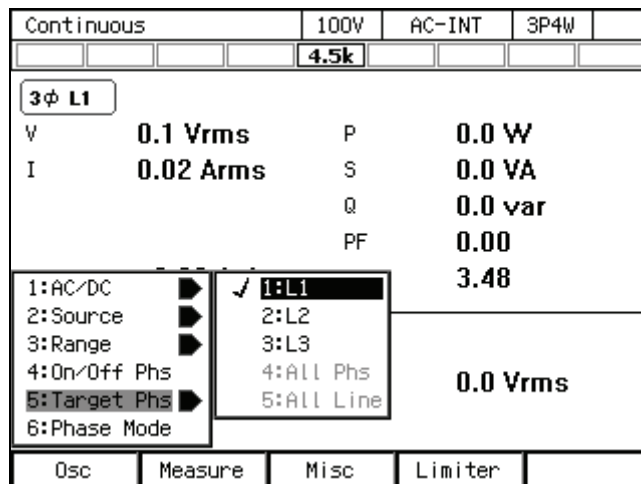 Continuous 100V AC-INT 3P4W
4.5k
3Φ L1
V 0.1 Vrms P 0.0 W
I 0.02 Arms S 0.0 VA
Q 0.0 var
PF 0.00
3.48
1:AC/DC
2:Source
3:Range
4:On/Off Phs
5:Target Phs
6:Phase Mode
1:L1
2:L2
3:L3
4:All Phs
5:All Line
0.0 Vrms
Osc Measure Misc Limiter